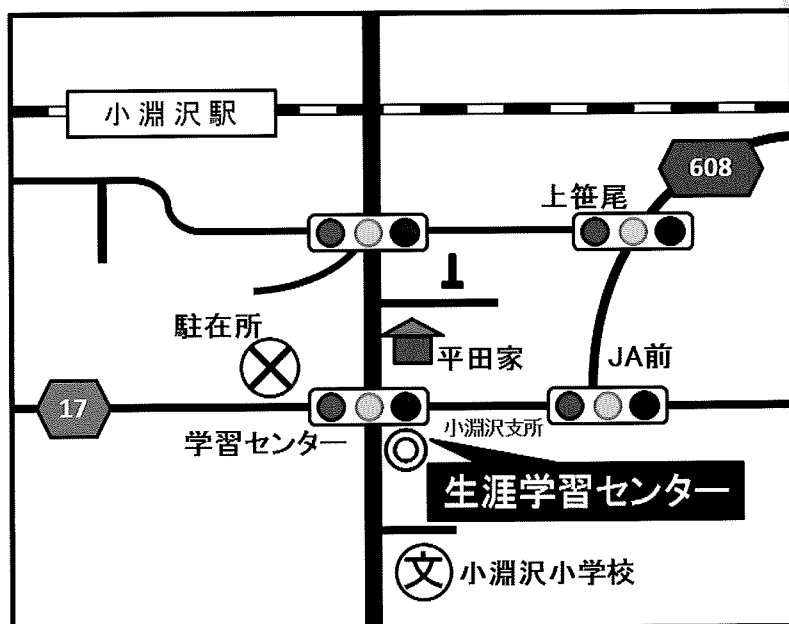 小淵沢駅
608
上笹尾
駐在所
平田家
JA前
17
学習センター
小淵沢支所
生涯学習センター
文
小淵沢小学校